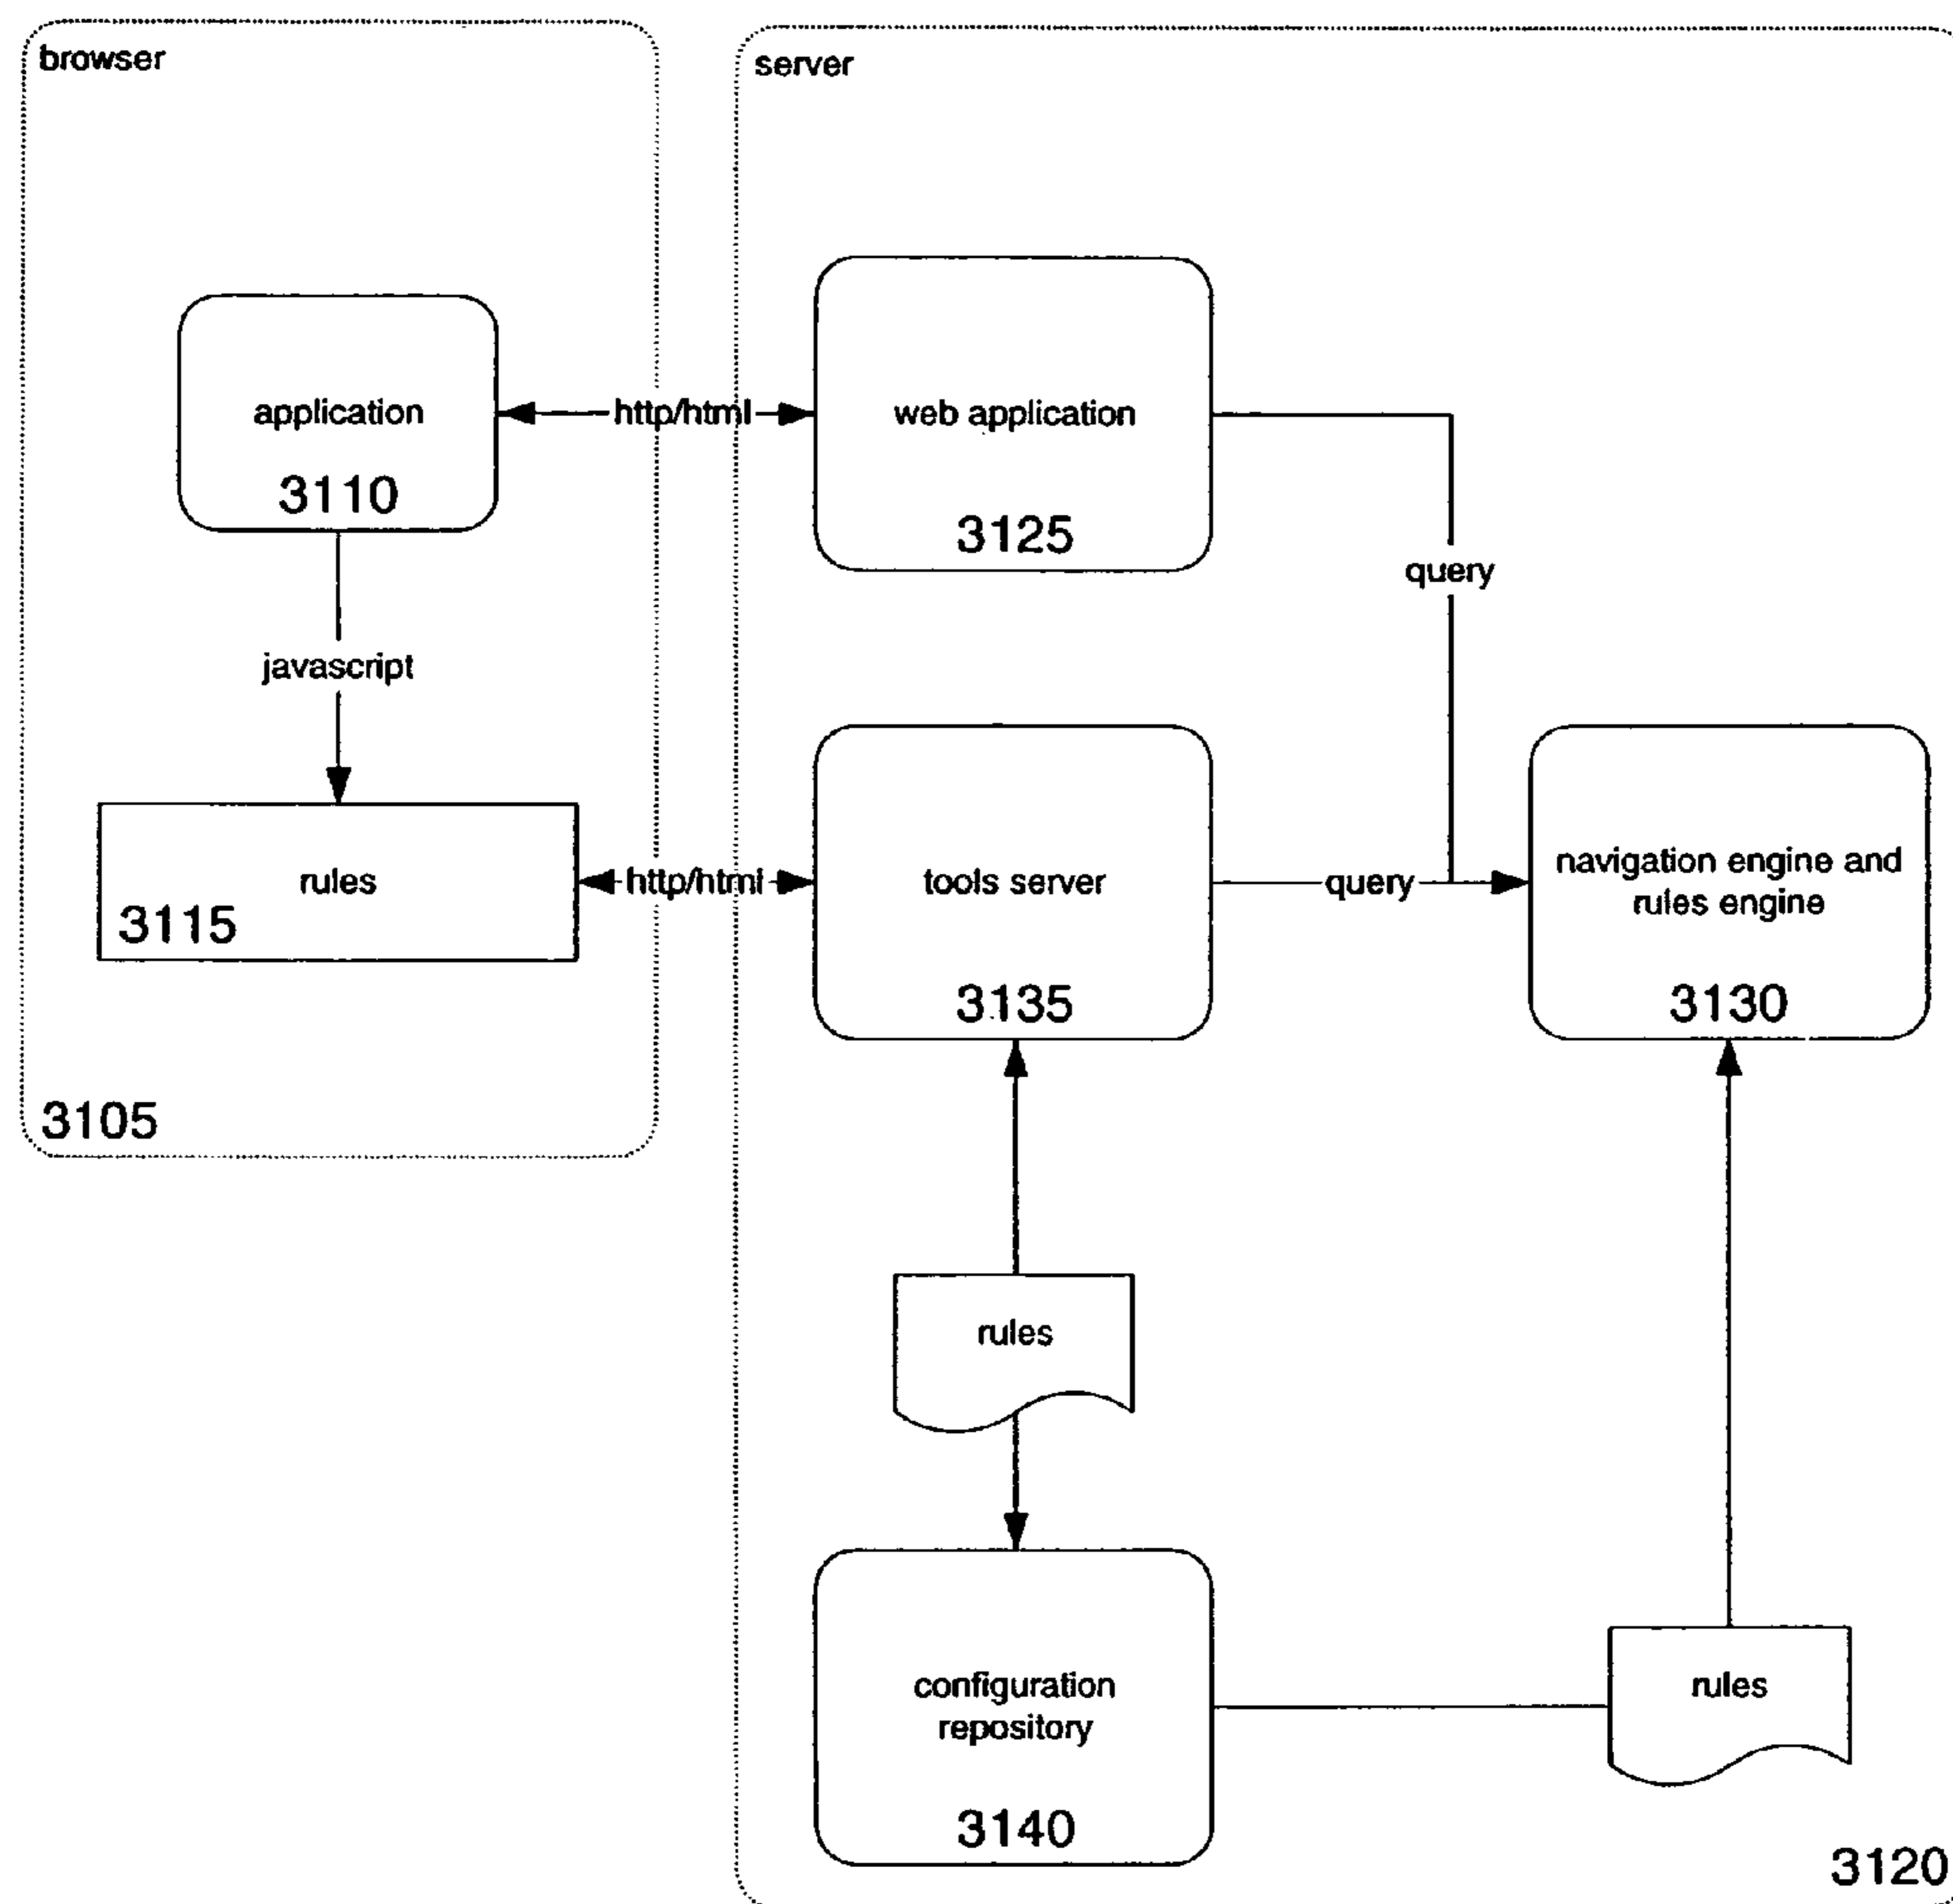 browser
server
application
3110
http/html
web application
3125
query
javascript
rules
3115
http/html
tools server
3135
query
navigation engine and
rules engine
3130
3105
rules
configuration
repository
3140
rules
3120